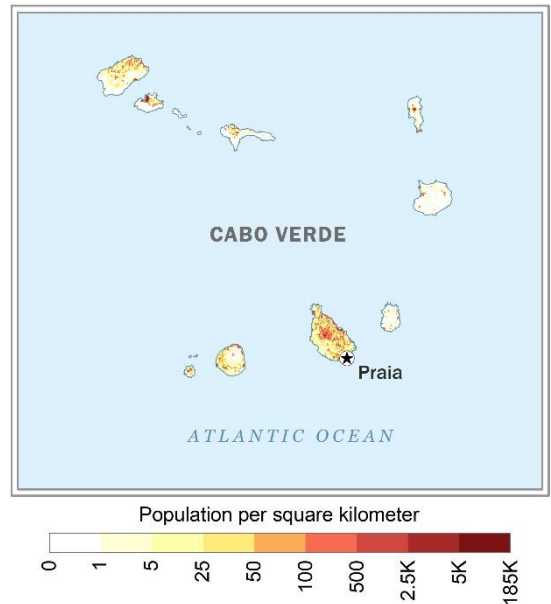 CABO VERDE
Praia
ATLANTIC OCEAN
Population per square kilometer
0 1 5 25 50 100 500 2.5K 5K 185K